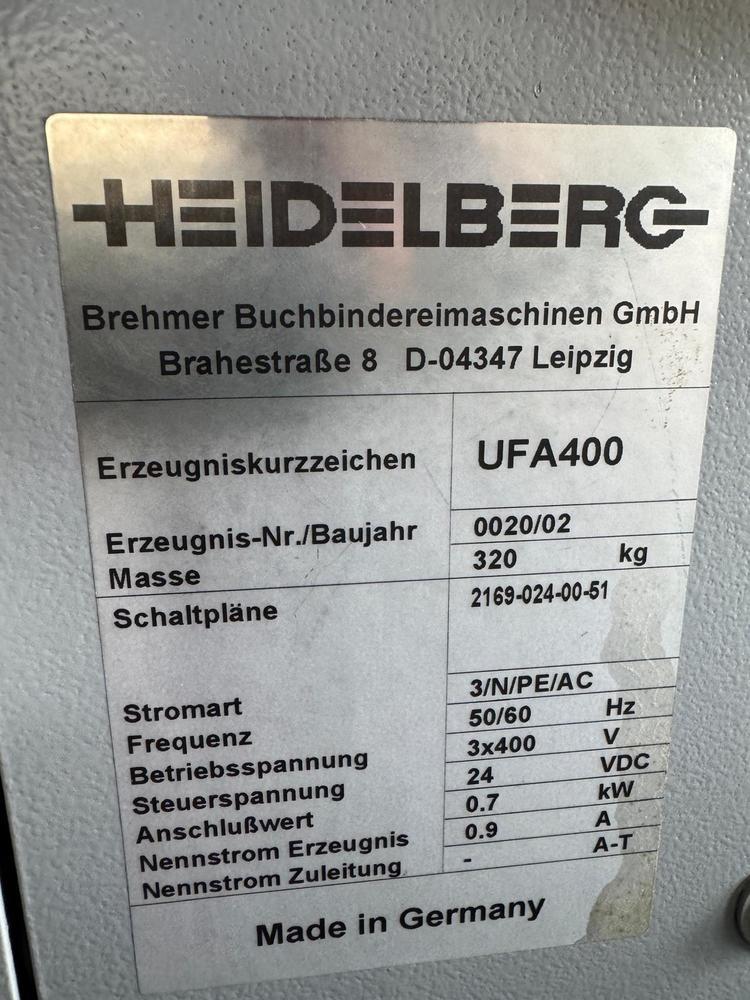 HEIDELBERG
Brehmer Buchbindereimaschinen GmbH
Brahestraße 8 D-04347 Leipzig
Erzeugniskurzzeichen UFA400
Erzeugnis-Nr./Baujahr 0020/02
Masse 320 kg
Schaltpläne 2169-024-00-51
Stromart 3/N/PE/AC
Frequenz 50/60 Hz
Betriebsspannung 3x400 V
Steuerspannung 24 VDC
Anschlußwert 0.7 kW
Nennstrom Erzeugnis 0.9 A
Nennstrom Zuleitung - A-T
Made in Germany